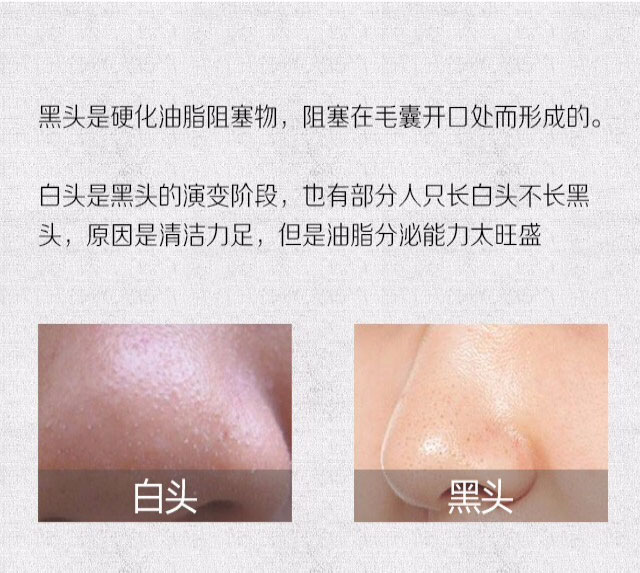 黑头是硬化油脂阻塞物，阻塞在毛囊开口处而形成的。
白头是黑头的演变阶段，也有部分人只长白头不长黑
头，原因是清洁力足，但是油脂分泌能力太旺盛
白头
黑头